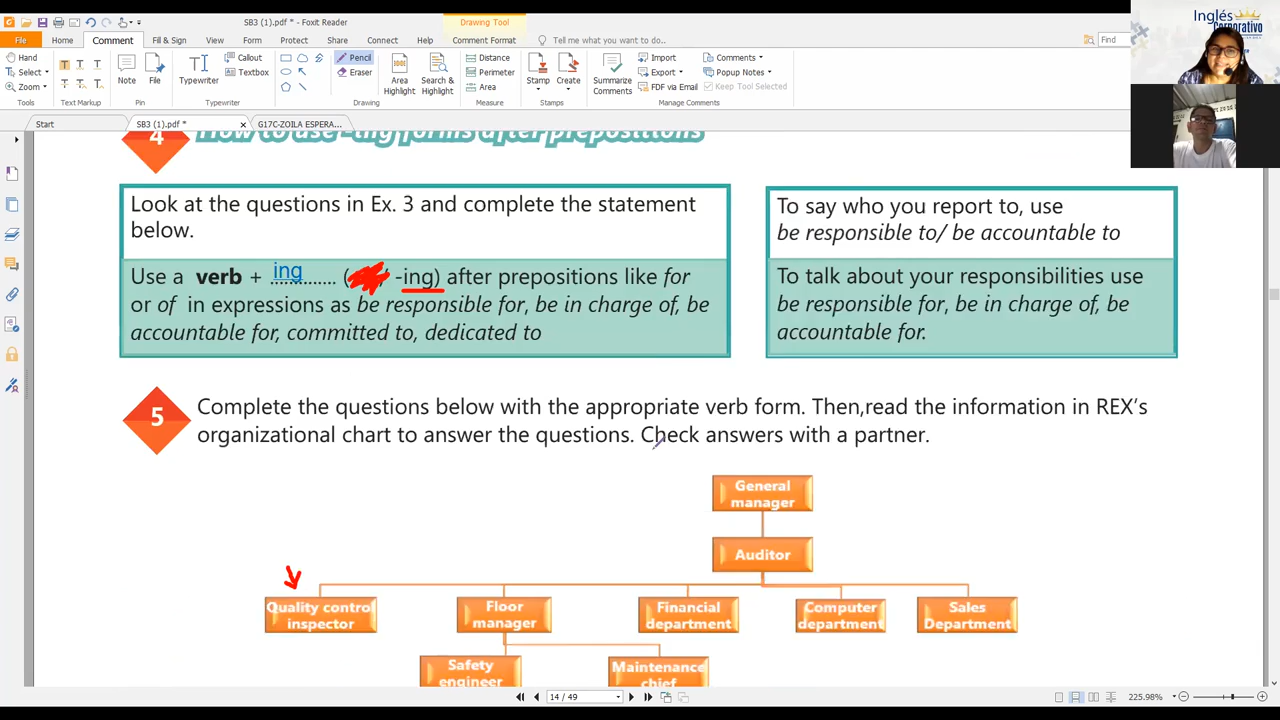 SB3 (1).pdf * - Foxit Reader
Drawing Tool
File
Home
Comment
Fill & Sign
View
Form
Protect
Share
Connect
Help
Comment Format
Tell me what you want to do...
Find
Hand
Select
Zoom
Tools
Text Markup
Note
File
Pin
Typewriter
Callout
Textbox
Typewriter
Pencil
Eraser
Drawing
Area Highlight
Search & Highlight
Distance
Perimeter
Area
Measure
Stamp
Create
Stamps
Summarize Comments
Import
Export
FDF via Email
Comments
Popup Notes
Keep Tool Selected
Manage Comments
Start
SB3 (1).pdf *
G17C-ZOILA ESPERA...
Inglés
Corporativo
4 How to use -ing forms after prepositions
Look at the questions in Ex. 3 and complete the statement
below.
Use a verb + ing ( / -ing) after prepositions like for
or of in expressions as be responsible for, be in charge of, be
accountable for, committed to, dedicated to
To say who you report to, use
be responsible to/ be accountable to
To talk about your responsibilities use
be responsible for, be in charge of, be
accountable for.
5 Complete the questions below with the appropriate verb form. Then,read the information in REX's
organizational chart to answer the questions. Check answers with a partner.
General
manager
Auditor
Quality control
inspector
Floor
manager
Financial
department
Computer
department
Sales
Department
Safety
engineer
Maintenance
chief
14 / 49
225.98%